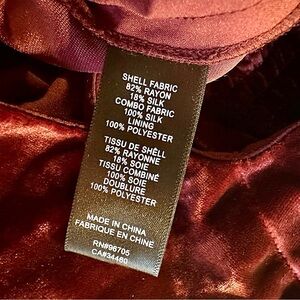 SHELL FABRIC
82% RAYON
18% SILK
COMBO FABRIC
100% SILK
LINING
100% POLYESTER
TISSU DE SHELL
82% RAYONNE
18% SOIE
TISSU COMBINÉ
100% SOIE
DOUBLURE
100% POLYESTER
MADE IN CHINA
FABRIQUE EN CHINE
RN#96705
CA#34480